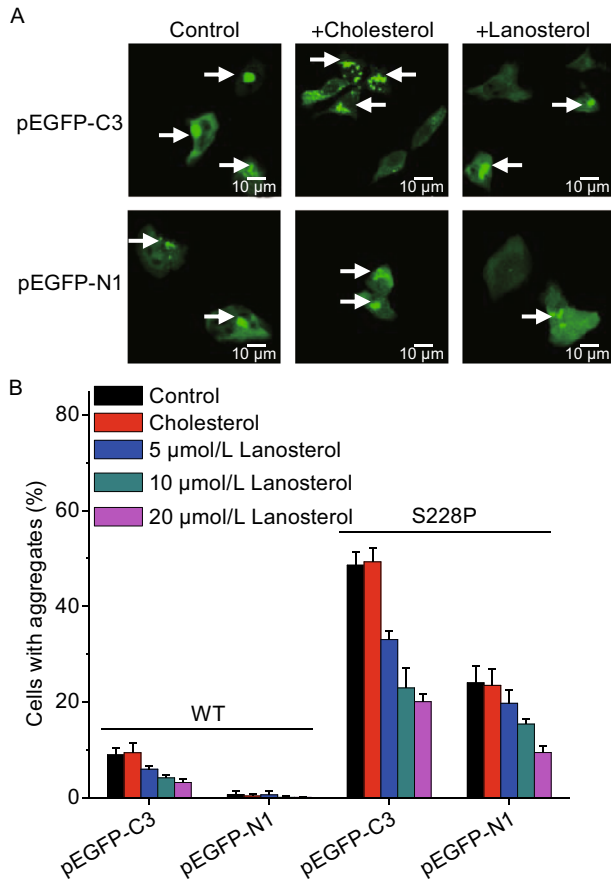 A
Control
+Cholesterol
+Lanosterol
pEGFP-C3
10 µm
10 µm
10 µm
pEGFP-N1
10 µm
10 µm
10 µm
B
Control
Cholesterol
5 µmol/L Lanosterol
10 µmol/L Lanosterol
20 µmol/L Lanosterol
Cells with aggregates (%)
80
60
40
20
0
WT
S228P
pEGFP-C3
pEGFP-N1
pEGFP-C3
pEGFP-N1